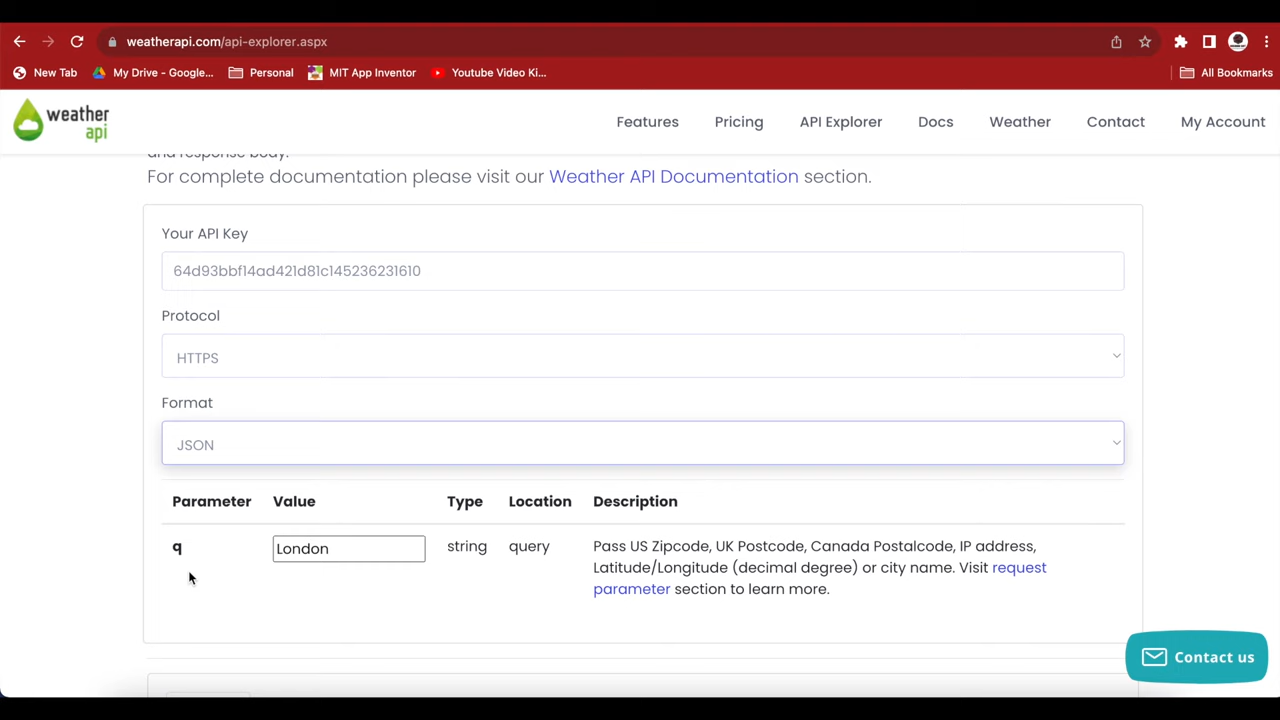 weatherapi.com/api-explorer.aspx
New Tab My Drive - Google... Personal MIT App Inventor Youtube Video Ki... All Bookmarks
weather api Features Pricing API Explorer Docs Weather Contact My Account
and response body.
For complete documentation please visit our Weather API Documentation section.
Your API Key
64d93bbf14ad421d81c145236231610
Protocol
HTTPS
Format
JSON
Parameter Value Type Location Description
q London string query Pass US Zipcode, UK Postcode, Canada Postalcode, IP address,
Latitude/Longitude (decimal degree) or city name. Visit request
parameter section to learn more.
Contact us